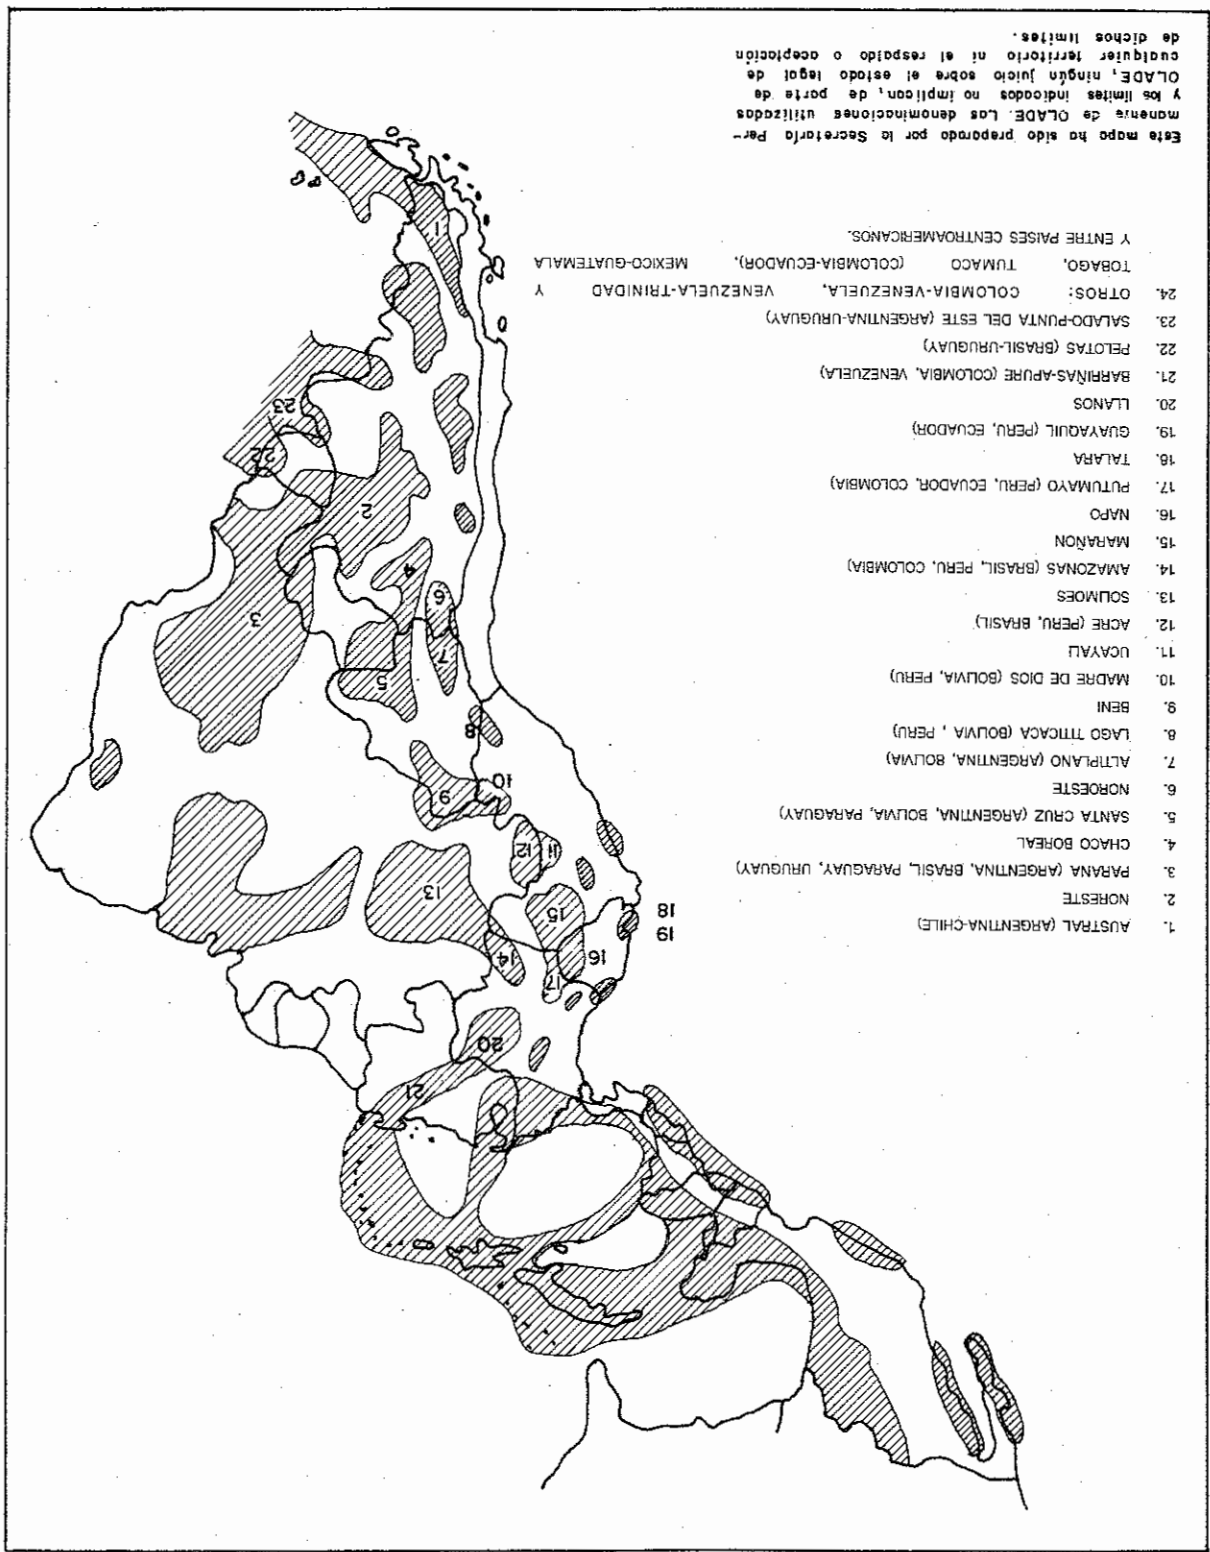 1. AUSTRAL (ARGENTINA-CHILE)
2. NORESTE
3. PARANA (ARGENTINA, BRASIL, PARAGUAY, URUGUAY)
4. CHACO BOREAL
5. SANTA CRUZ (ARGENTINA, BOLIVIA, PARAGUAY)
6. NOROESTE
7. ALTIPLANO (ARGENTINA, BOLIVIA)
8. LAGO TITICACA (BOLIVIA , PERU)
9. BENI
10. MADRE DE DIOS (BOLIVIA, PERU)
11. UCAYALI
12. ACRE (PERU, BRASIL)
13. SOLIMOES
14. AMAZONAS (BRASIL, PERU, COLOMBIA)
15. MARAÑON
16. NAPO
17. PUTUMAYO (PERU, ECUADOR, COLOMBIA)
18. TALARA
19. GUAYAQUIL (PERU, ECUADOR)
20. LLANOS
21. BARRIÑAS-APURE (COLOMBIA, VENEZUELA)
22. PELOTAS (BRASIL-URUGUAY)
23. SALADO-PUNTA DEL ESTE (ARGENTINA-URUGUAY)
24. OTROS: COLOMBIA-VENEZUELA, VENEZUELA-TRINIDAD Y
TOBAGO, TUMACO (COLOMBIA-ECUADOR), MEXICO-GUATEMALA
Y ENTRE PAISES CENTROAMERICANOS.
Este mapa ha sido preparado por la Secretaría Per-
manente de OLADE. Las denominaciones utilizadas
y los límites indicados no implican, de parte de
OLADE, ningún juicio sobre el estado legal de
cualquier territorio ni el respaldo o aceptación
de dichos limites.
21
20
17
14
16
19
18
15
13
11
12
10
9
8
7
5
6
4
3
2
22
23
1